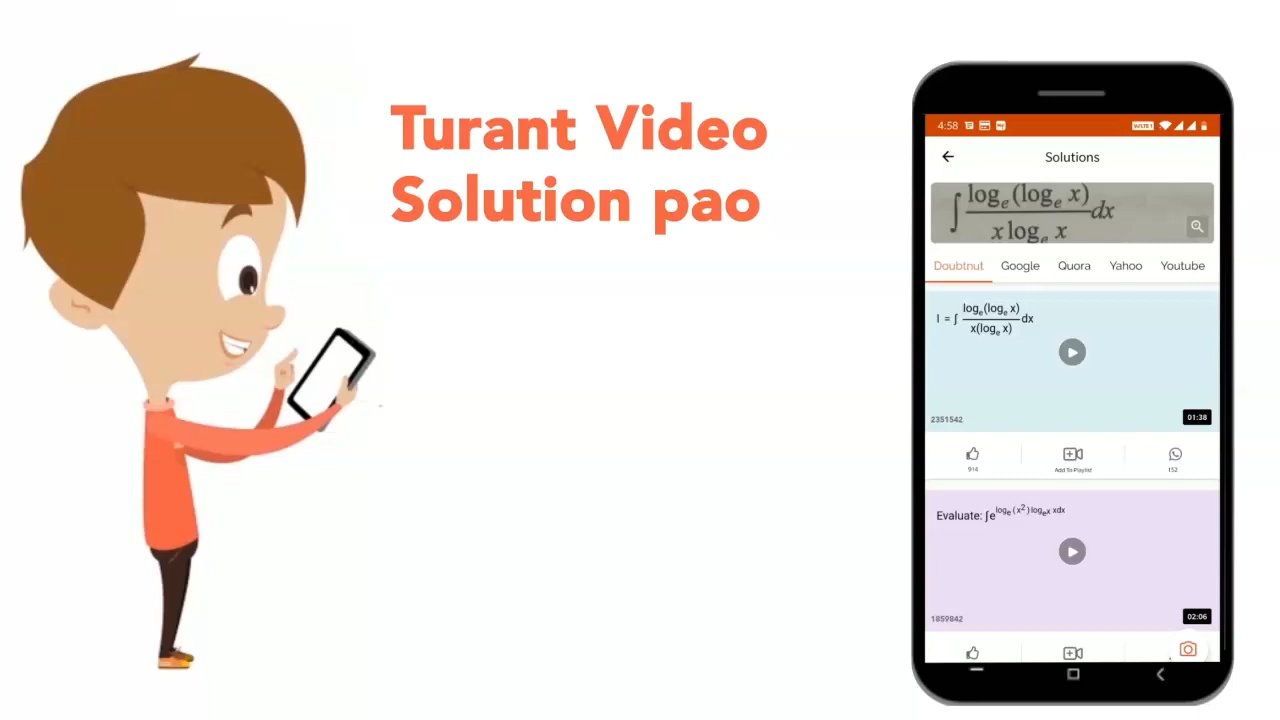 Turant Video
Solution pao
4:58
VoLTE1
Solutions
∫ logₑ(logₑ x) / x logₑ x dx
Doubtnut Google Quora Yahoo Youtube
I = ∫ logₑ(logₑ x) / x(logₑ x) dx
2351542 01:38
914 Add To Playlist 152
Evaluate: ∫e^logₑ(x²)logₑx xdx
1859842 02:06